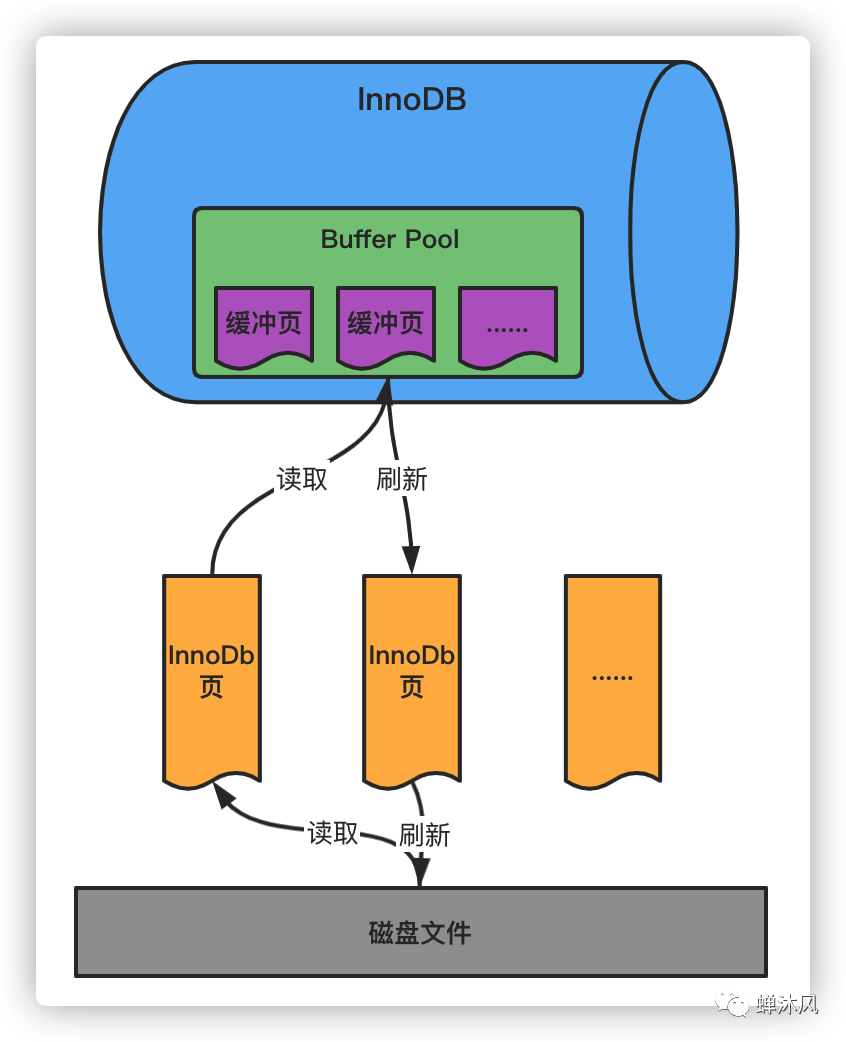 InnoDB
Buffer Pool
缓冲页
缓冲页
......
读取
刷新
InnoDb
页
InnoDb
页
......
读取
刷新
磁盘文件
蝉沐风